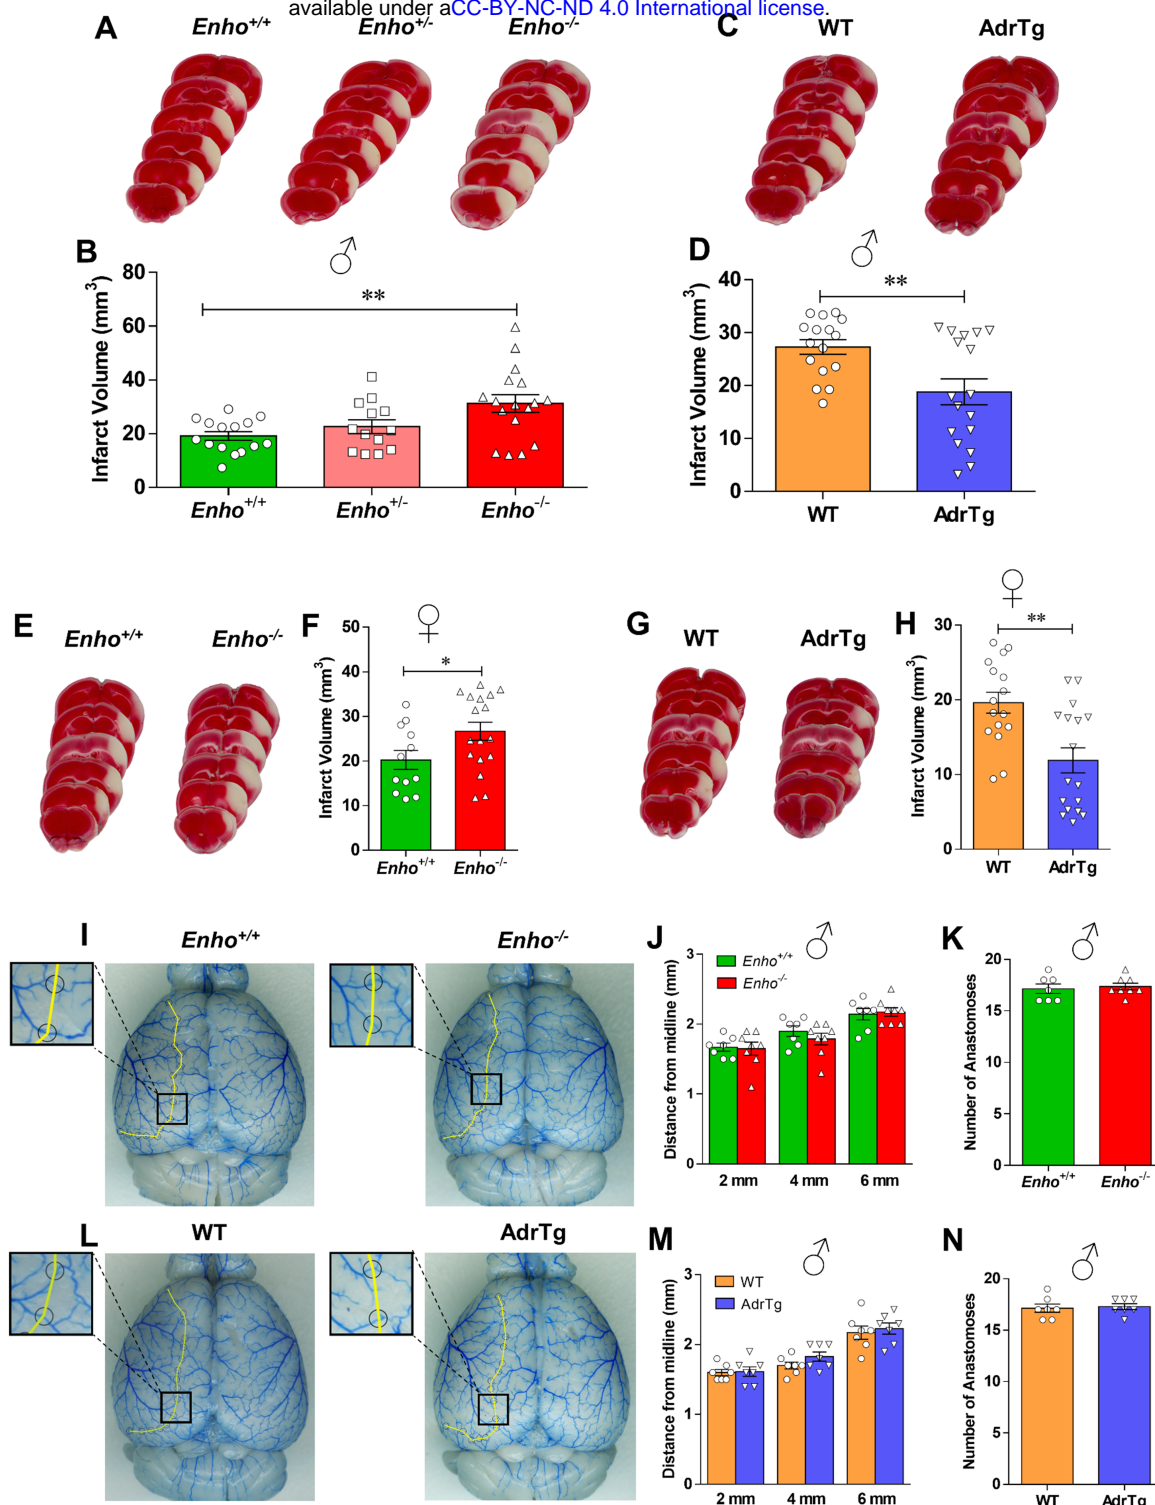 available under aCC-BY-NC-ND 4.0 International license.
A Enho+/+ Enho+/- Enho-/- C WT AdrTg
B ♂ D ♂
Infarct Volume (mm3)
80
60
40
20
0
**
Enho+/+ Enho+/- Enho-/-
Infarct Volume (mm3)
40
30
20
10
0
**
WT AdrTg
E Enho+/+ Enho-/- F ♀ G WT AdrTg H ♀
Infarct Volume (mm3)
50
40
30
20
10
0
*
Enho+/+ Enho-/-
Infarct Volume (mm3)
30
20
10
0
**
WT AdrTg
I Enho+/+ Enho-/- J ♂ K ♂
Distance from midline (mm)
3
2
1
0
Enho+/+
Enho-/-
2 mm 4 mm 6 mm
Number of Anastomoses
20
15
10
5
0
Enho+/+ Enho-/-
L WT AdrTg M ♂ N ♂
Distance from midline (mm)
3
2
1
0
WT
AdrTg
2 mm 4 mm 6 mm
Number of Anastomoses
20
15
10
5
0
WT AdrTg